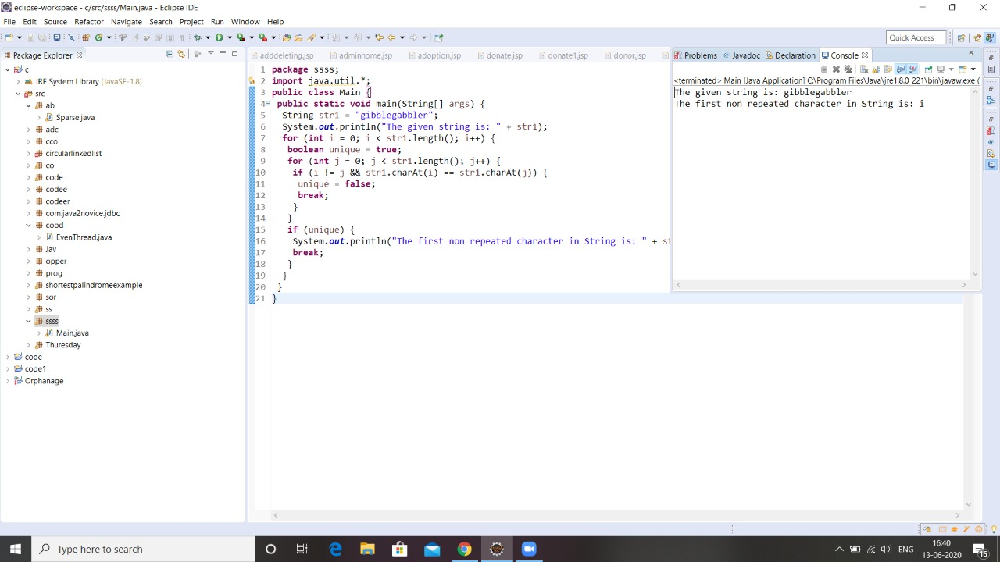 eclipse-workspace - c/src/ssss/Main.java - Eclipse IDE
File Edit Source Refactor Navigate Search Project Run Window Help
Quick Access
Package Explorer
c
JRE System Library [JavaSE-1.8]
src
ab
Sparse.java
adc
cco
circularlinkedlist
co
code
codee
codeer
com.java2novice.jdbc
cood
EvenThread.java
Jav
opper
prog
shortestpalindromeexample
sor
ss
ssss
Main.java
Thuresday
code
code1
Orphanage
adddeleting.jsp adminhome.jsp adoption.jsp donate.jsp donate1.jsp donor.jsp
1 package ssss;
2 import java.util.*;
3 public class Main {
4 public static void main(String[] args) {
5 String str1 = "gibblegabbler";
6 System.out.println("The given string is: " + str1);
7 for (int i = 0; i < str1.length(); i++) {
8 boolean unique = true;
9 for (int j = 0; j < str1.length(); j++) {
10 if (i != j && str1.charAt(i) == str1.charAt(j)) {
11 unique = false;
12 break;
13 }
14 }
15 if (unique) {
16 System.out.println("The first non repeated character in String is: " + st
17 break;
18 }
19 }
20 }
21 }
Problems Javadoc Declaration Console
<terminated> Main [Java Application] C:\Program Files\Java\jre1.8.0_221\bin\javaw.exe (
The given string is: gibblegabbler
The first non repeated character in String is: i
Type here to search
ENG
16:40
13-06-2020
16